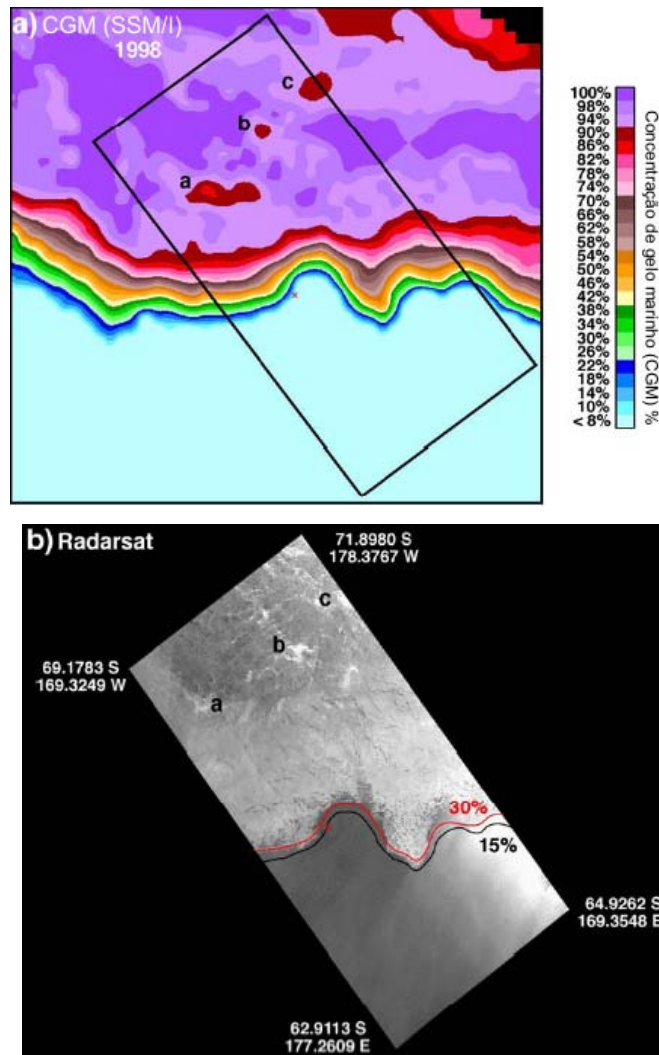 a) CGM (SSM/I)
1998
c
b
a
100%
98%
94%
90%
86%
82%
78%
74%
70%
66%
62%
58%
54%
50%
46%
42%
38%
34%
30%
26%
22%
18%
14%
10%
< 8%
Concentração de gelo marinho (CGM) %
b) Radarsat
71.8980 S
178.3767 W
c
b
69.1783 S
169.3249 W
a
30%
15%
64.9262 S
169.3548 E
62.9113 S
177.2609 E